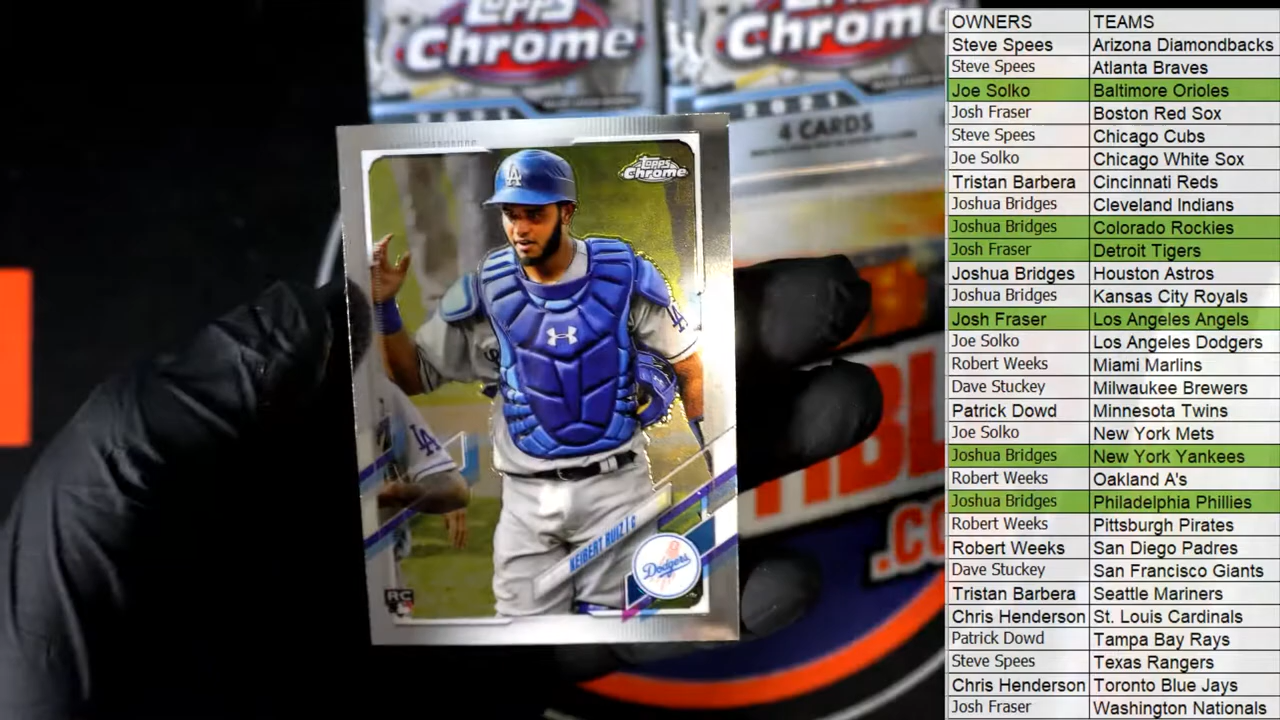 Topps
Chrome
Chrome
2021
4 CARDS
Topps
Chrome
LA
LA
LA
KEIBERT RUIZ | C
Dodgers
RC
.CO
OWNERS TEAMS
Steve Spees Arizona Diamondbacks
Steve Spees Atlanta Braves
Joe Solko Baltimore Orioles
Josh Fraser Boston Red Sox
Steve Spees Chicago Cubs
Joe Solko Chicago White Sox
Tristan Barbera Cincinnati Reds
Joshua Bridges Cleveland Indians
Joshua Bridges Colorado Rockies
Josh Fraser Detroit Tigers
Joshua Bridges Houston Astros
Joshua Bridges Kansas City Royals
Josh Fraser Los Angeles Angels
Joe Solko Los Angeles Dodgers
Robert Weeks Miami Marlins
Dave Stuckey Milwaukee Brewers
Patrick Dowd Minnesota Twins
Joe Solko New York Mets
Joshua Bridges New York Yankees
Robert Weeks Oakland A's
Joshua Bridges Philadelphia Phillies
Robert Weeks Pittsburgh Pirates
Robert Weeks San Diego Padres
Dave Stuckey San Francisco Giants
Tristan Barbera Seattle Mariners
Chris Henderson St. Louis Cardinals
Patrick Dowd Tampa Bay Rays
Steve Spees Texas Rangers
Chris Henderson Toronto Blue Jays
Josh Fraser Washington Nationals